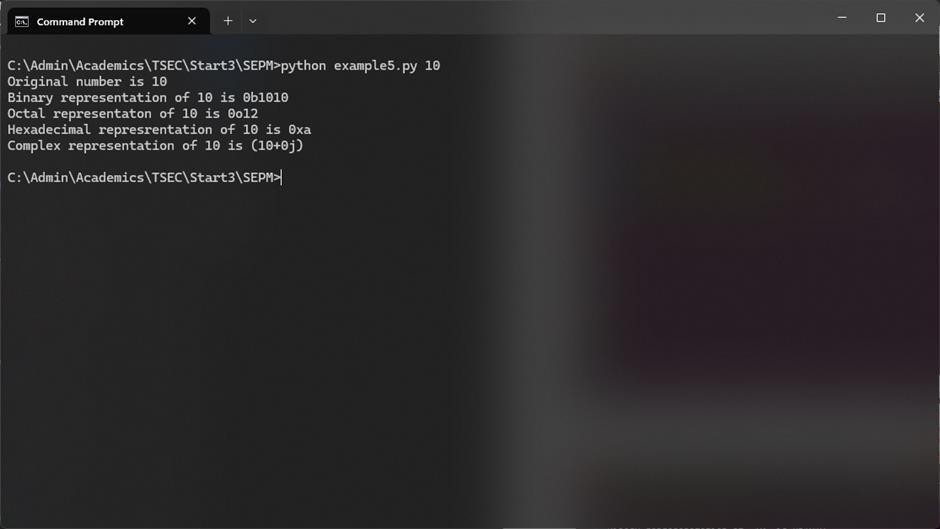 Command Prompt
C:\Admin\Academics\TSEC\Start3\SEPM>python example5.py 10
Original number is 10
Binary representation of 10 is 0b1010
Octal representaton of 10 is 0o12
Hexadecimal represrentation of 10 is 0xa
Complex representation of 10 is (10+0j)
C:\Admin\Academics\TSEC\Start3\SEPM>